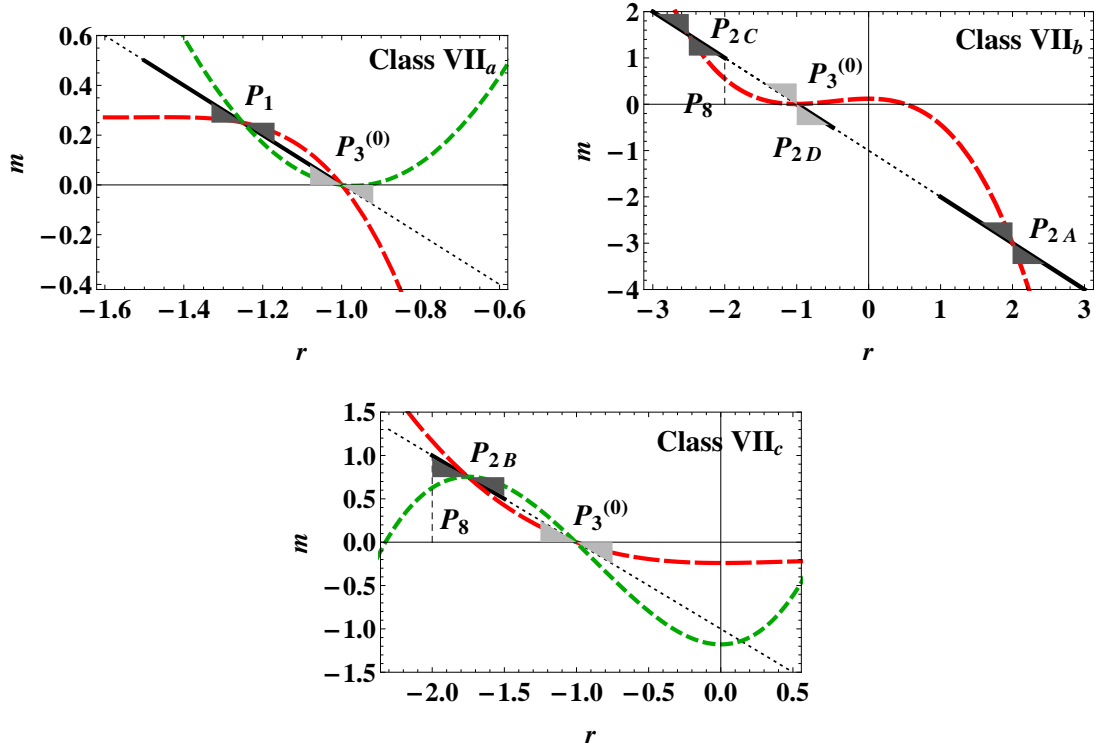 Class VIIa
0.6
0.4
0.2
0.0
−0.2
−0.4
m
P1
P3(0)
−1.6 −1.4 −1.2 −1.0 −0.8 −0.6
r
Class VIIb
2
1
0
−1
−2
−3
−4
m
P2C
P3(0)
P8
P2D
P2A
−3 −2 −1 0 1 2 3
r
Class VIIc
1.5
1.0
0.5
0.0
−0.5
−1.0
−1.5
m
P2B
P8
P3(0)
−2.0 −1.5 −1.0 −0.5 0.0 0.5
r